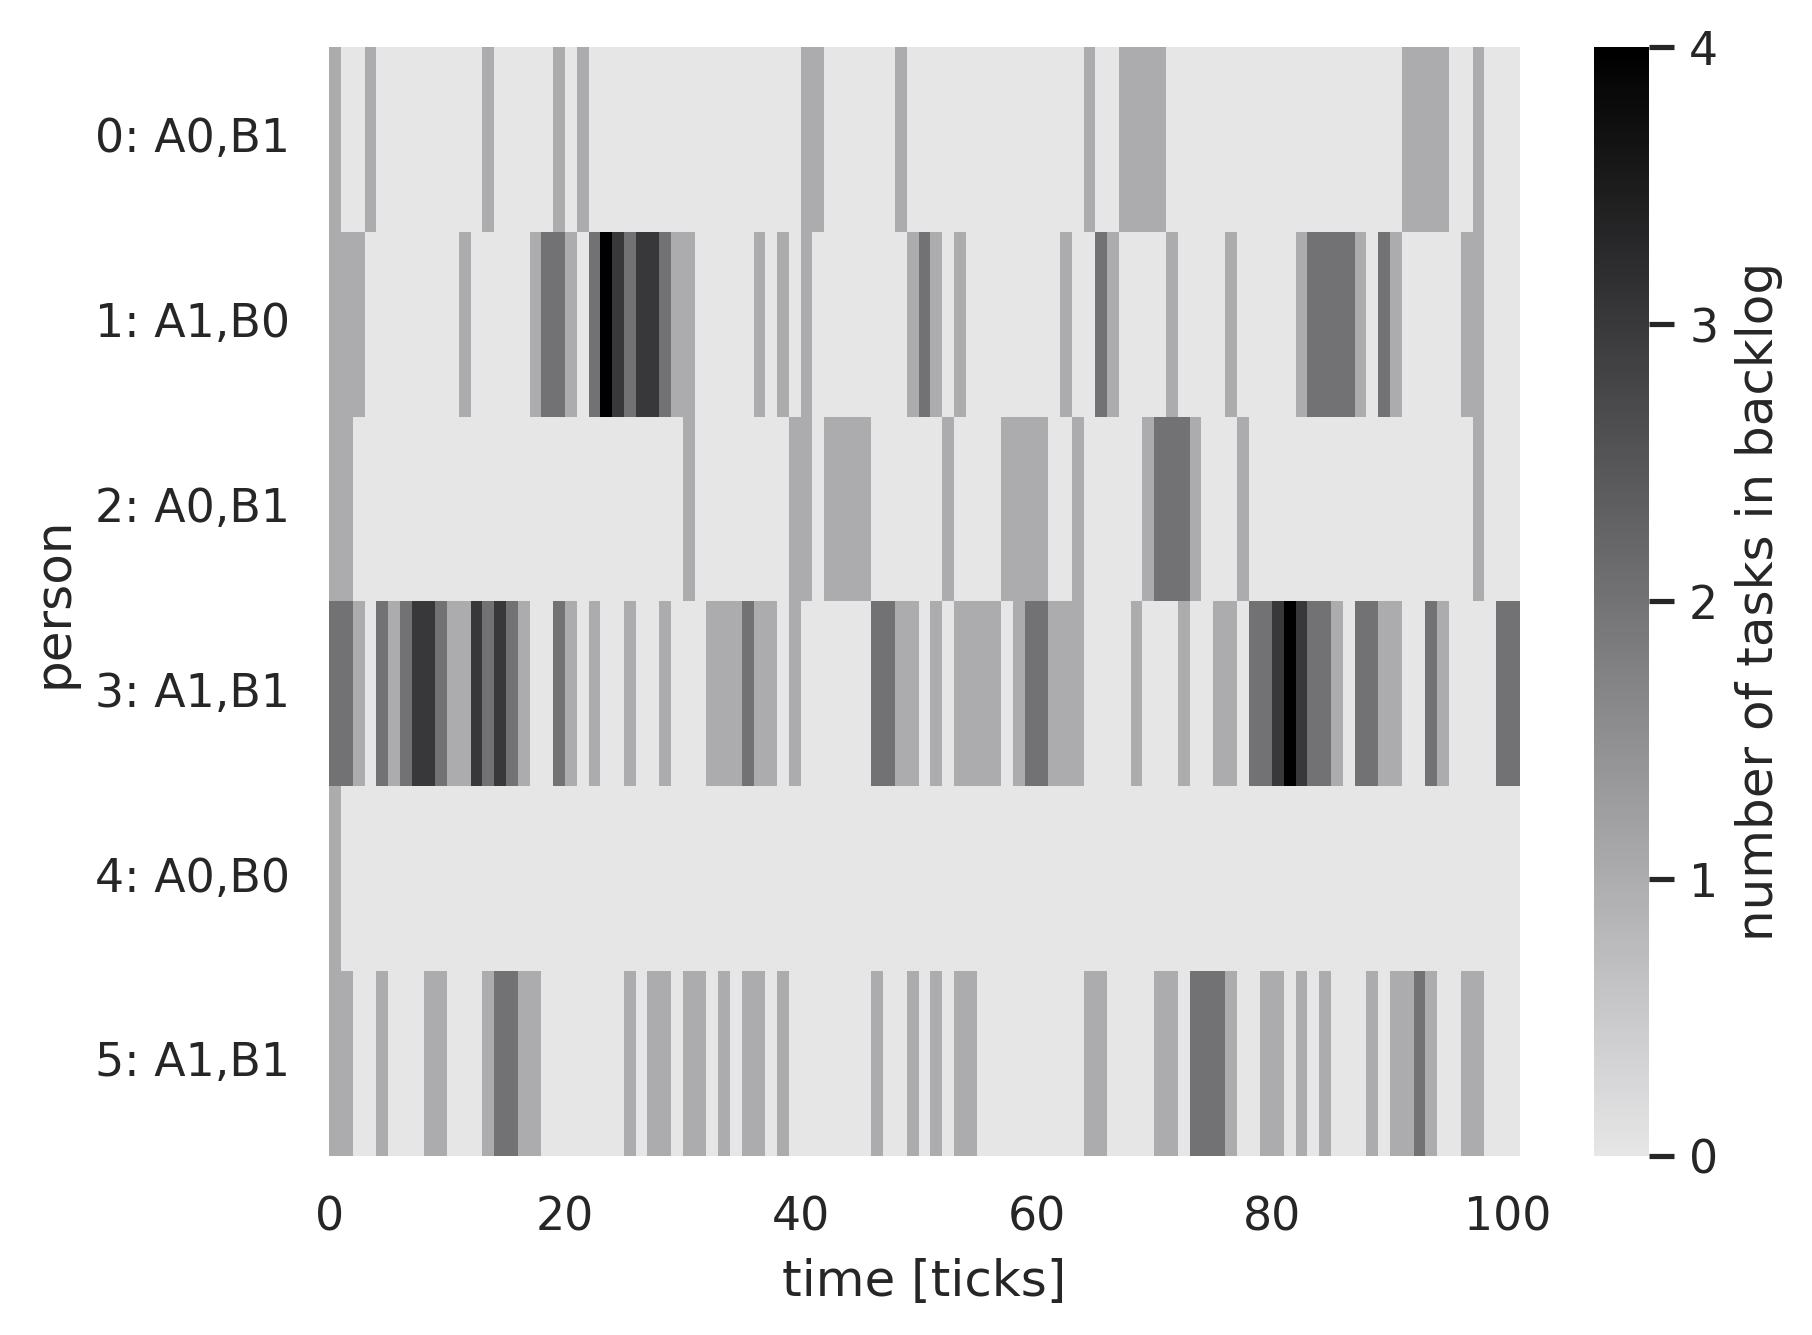 person
0: A0,B1
1: A1,B0
2: A0,B1
3: A1,B1
4: A0,B0
5: A1,B1
0 20 40 60 80 100
time [ticks]
4
3
2
1
0
number of tasks in backlog